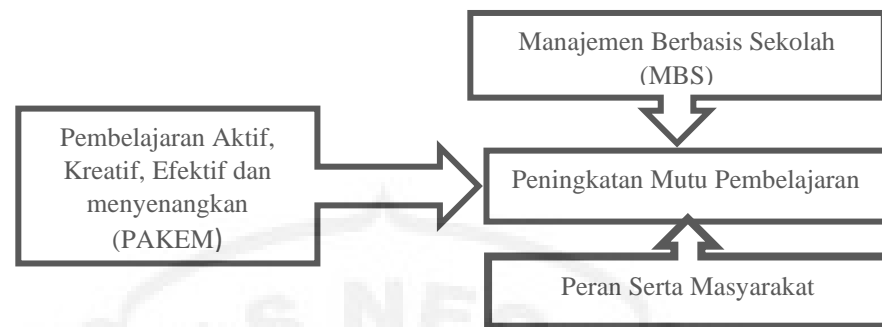 Manajemen Berbasis Sekolah
(MBS)
Pembelajaran Aktif,
Kreatif, Efektif dan
menyenangkan
(PAKEM)
Peningkatan Mutu Pembelajaran
Peran Serta Masyarakat